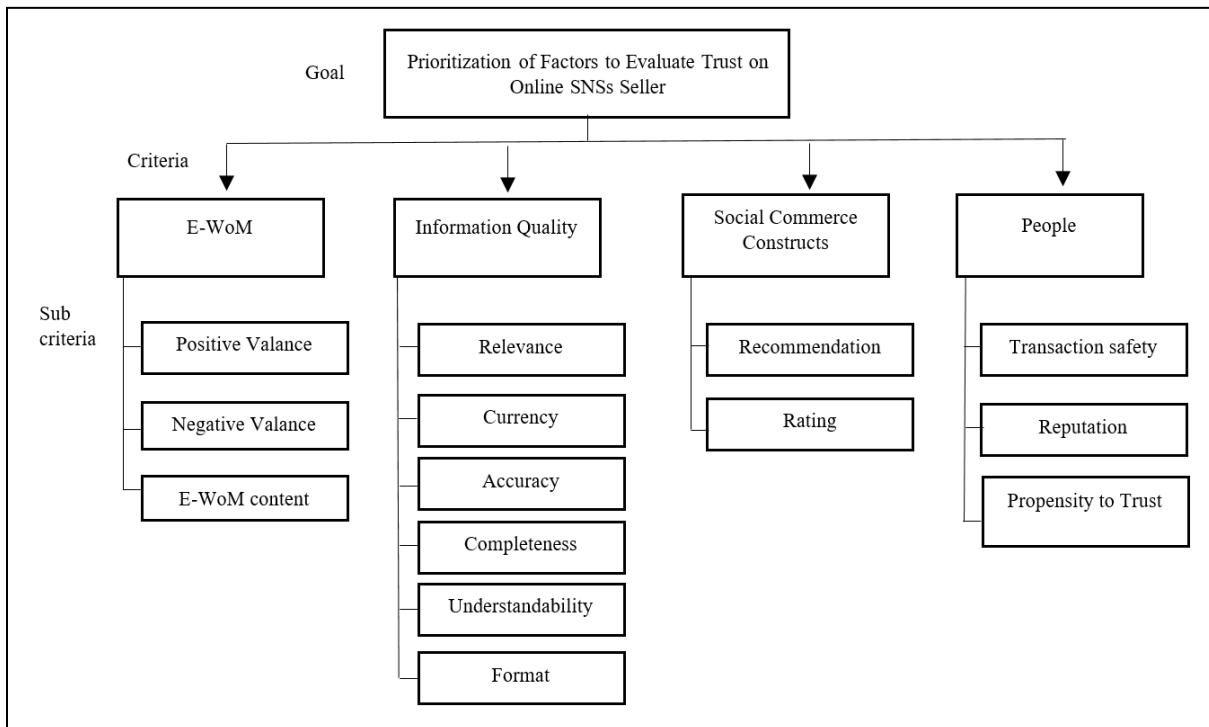 Goal
Prioritization of Factors to Evaluate Trust on
Online SNSs Seller
Criteria
E-WoM
Information Quality
Social Commerce
Constructs
People
Sub
criteria
Positive Valance
Negative Valance
E-WoM content
Relevance
Currency
Accuracy
Completeness
Understandability
Format
Recommendation
Rating
Transaction safety
Reputation
Propensity to Trust